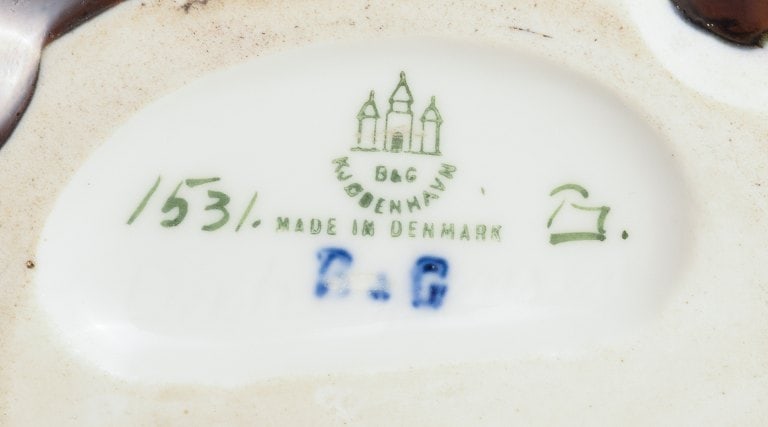 B&G
KJØBENHAVN
1531. MADE IN DENMARK
B&G